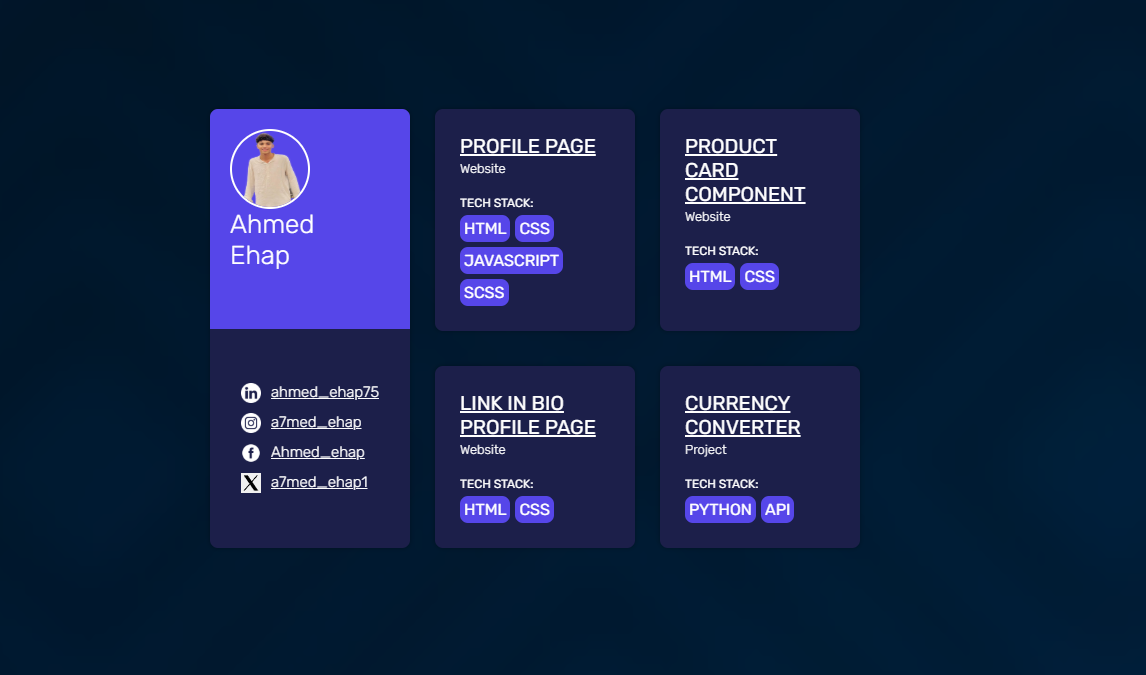 Ahmed
Ehap
ahmed_ehap75
a7med_ehap
Ahmed_ehap
a7med_ehap1
PROFILE PAGE
Website
TECH STACK:
HTML CSS
JAVASCRIPT
SCSS
PRODUCT
CARD
COMPONENT
Website
TECH STACK:
HTML CSS
LINK IN BIO
PROFILE PAGE
Website
TECH STACK:
HTML CSS
CURRENCY
CONVERTER
Project
TECH STACK:
PYTHON API